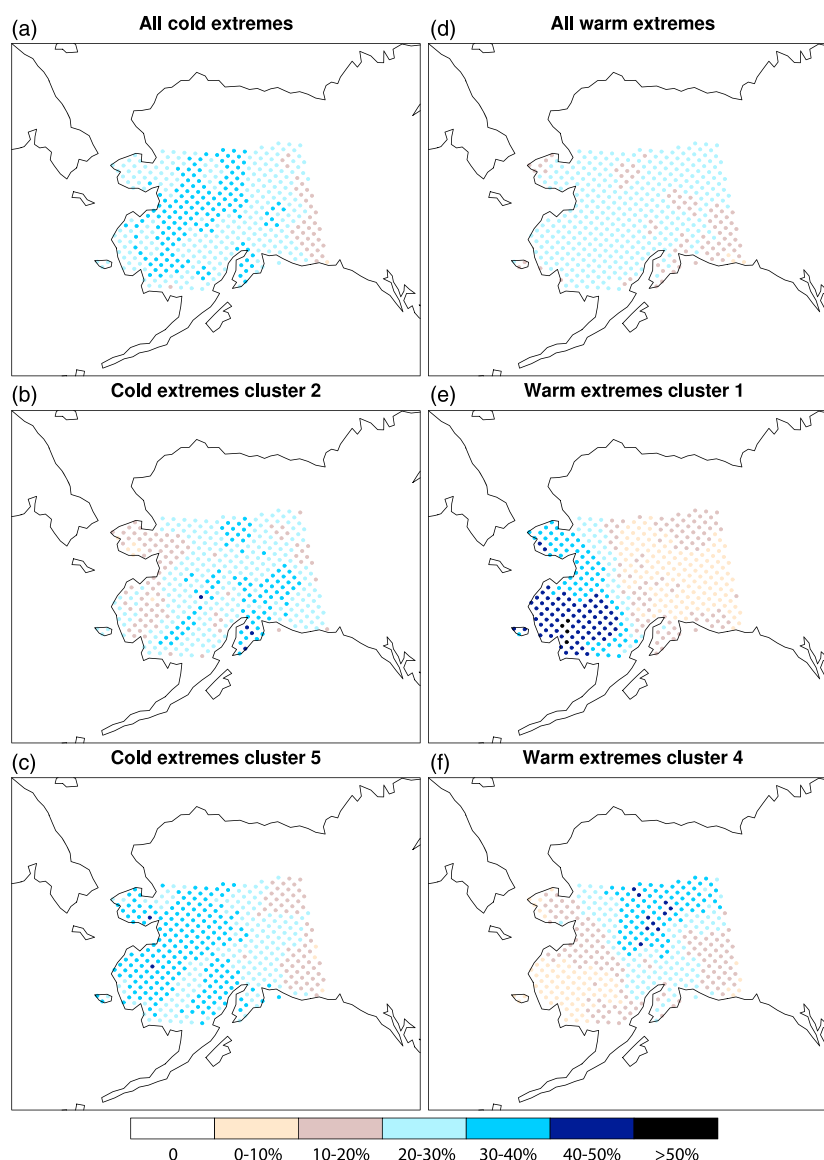 (a) All cold extremes
(d) All warm extremes
(b) Cold extremes cluster 2
(e) Warm extremes cluster 1
(c) Cold extremes cluster 5
(f) Warm extremes cluster 4
0 0-10% 10-20% 20-30% 30-40% 40-50% >50%